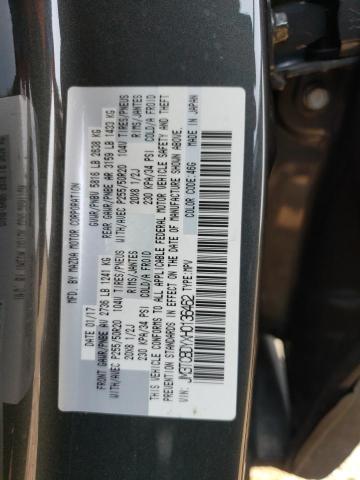 MFD. BY MAZDA MOTOR CORPORATION
DATE: 01/17 GVWR/PNBV 5816 LB 2638 KG
FRONT GAWR/PNBE AV 2736 LB 1241 KG REAR GAWR/PNBE AR 3159 LB 1433 KG
WITH/AVEC P255/50R20 104V TIRES/PNEUS WITH/AVEC P255/50R20 104V TIRES/PNEUS
20X8 1/2J RIMS/JANTES 20X8 1/2J RIMS/JANTES
230 KPA/34 PSI COLD/A FROID 230 KPA/34 PSI COLD/A FROID
THIS VEHICLE CONFORMS TO ALL APPLICABLE FEDERAL MOTOR VEHICLE SAFETY AND THEFT
PREVENTION STANDARDS IN EFFECT ON THE DATE OF MANUFACTURE SHOWN ABOVE.
VIN: JM3TCBDYXH0136452 COLOR/CODE: 46G
TYPE: MPV MADE IN JAPAN